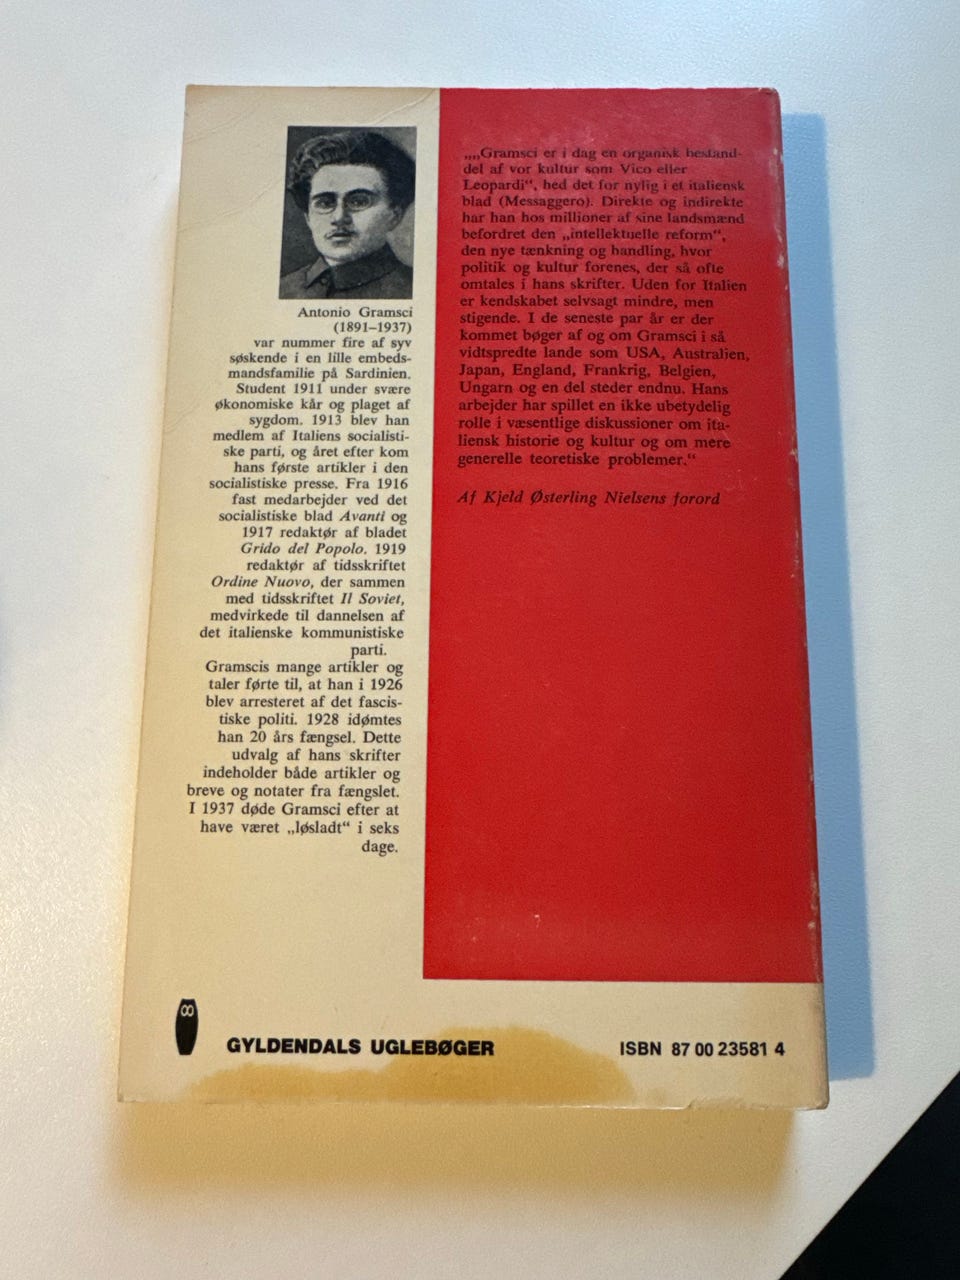 Antonio Gramsci
(1891–1937)
var nummer fire af syv
søskende i en lille embeds-
mandsfamilie på Sardinien.
Student 1911 under svære
økonomiske kår og plaget af
sygdom. 1913 blev han
medlem af Italiens socialisti-
ske parti, og året efter kom
hans første artikler i den
socialistiske presse. Fra 1916
fast medarbejder ved det
socialistiske blad Avanti og
1917 redaktør af bladet
Grido del Popolo. 1919
redaktør af tidsskriftet
Ordine Nuovo, der sammen
med tidsskriftet Il Soviet,
medvirkede til dannelsen af
det italienske kommunistiske
parti.
Gramscis mange artikler og
taler førte til, at han i 1926
blev arresteret af det fascis-
tiske politi. 1928 idømtes
han 20 års fængsel. Dette
udvalg af hans skrifter
indeholder både artikler og
breve og notater fra fængslet.
I 1937 døde Gramsci efter at
have været „løsladt“ i seks
dage.
„„Gramsci er i dag en organisk bestand-
del af vor kultur som Vico eller
Leopardi“, hed det for nylig i et italiensk
blad (Messaggero). Direkte og indirekte
har han hos millioner af sine landsmænd
befordret den „intellektuelle reform“,
den nye tænkning og handling, hvor
politik og kultur forenes, der så ofte
omtales i hans skrifter. Uden for Italien
er kendskabet selvsagt mindre, men
stigende. I de seneste par år er der
kommet bøger af og om Gramsci i så
vidtspredte lande som USA, Australien,
Japan, England, Frankrig, Belgien,
Ungarn og en del steder endnu. Hans
arbejder har spillet en ikke ubetydelig
rolle i væsentlige diskussioner om ita-
liensk historie og kultur og om mere
generelle teoretiske problemer.“
Af Kjeld Østerling Nielsens forord
GYLDENDALS UGLEBØGER
ISBN 87 00 23581 4